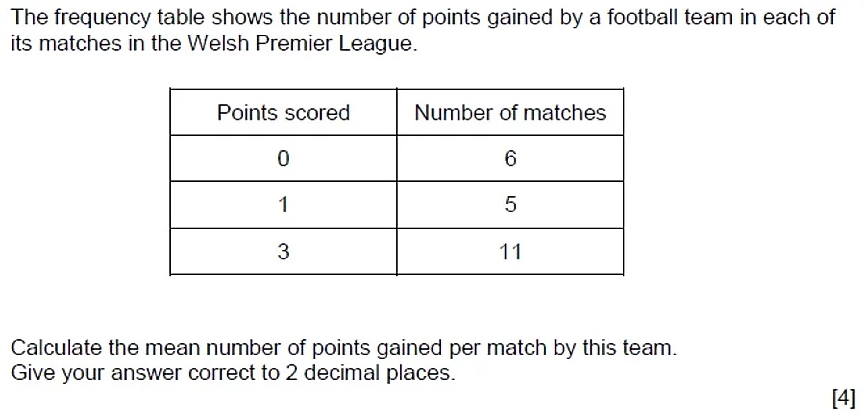 The frequency table shows the number of points gained by a football team in each of
its matches in the Welsh Premier League.
Points scored Number of matches
0 6
1 5
3 11
Calculate the mean number of points gained per match by this team.
Give your answer correct to 2 decimal places.
[4]